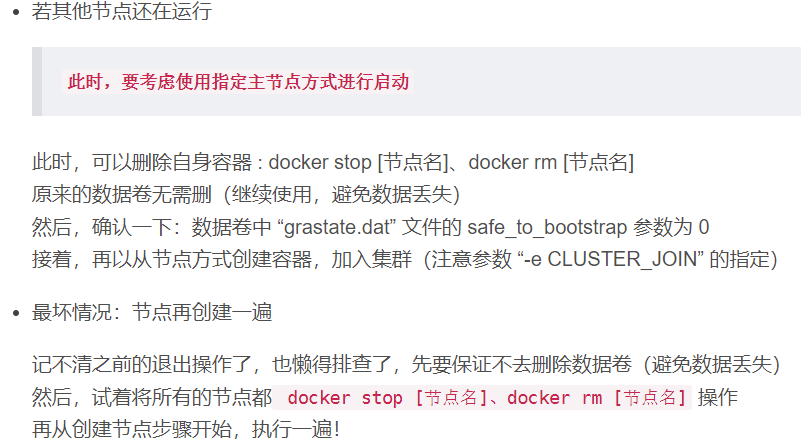 若其他节点还在运行
此时，要考虑使用指定主节点方式进行启动
此时，可以删除自身容器 : docker stop [节点名]、docker rm [节点名]
原来的数据卷无需删（继续使用，避免数据丢失）
然后，确认一下：数据卷中 “grastate.dat” 文件的 safe_to_bootstrap 参数为 0
接着，再以从节点方式创建容器，加入集群（注意参数 “-e CLUSTER_JOIN” 的指定）
最坏情况：节点再创建一遍
记不清之前的退出操作了，也懒得排查了，先要保证不去删除数据卷（避免数据丢失）
然后，试着将所有的节点都 docker stop [节点名]、docker rm [节点名] 操作
再从创建节点步骤开始，执行一遍！